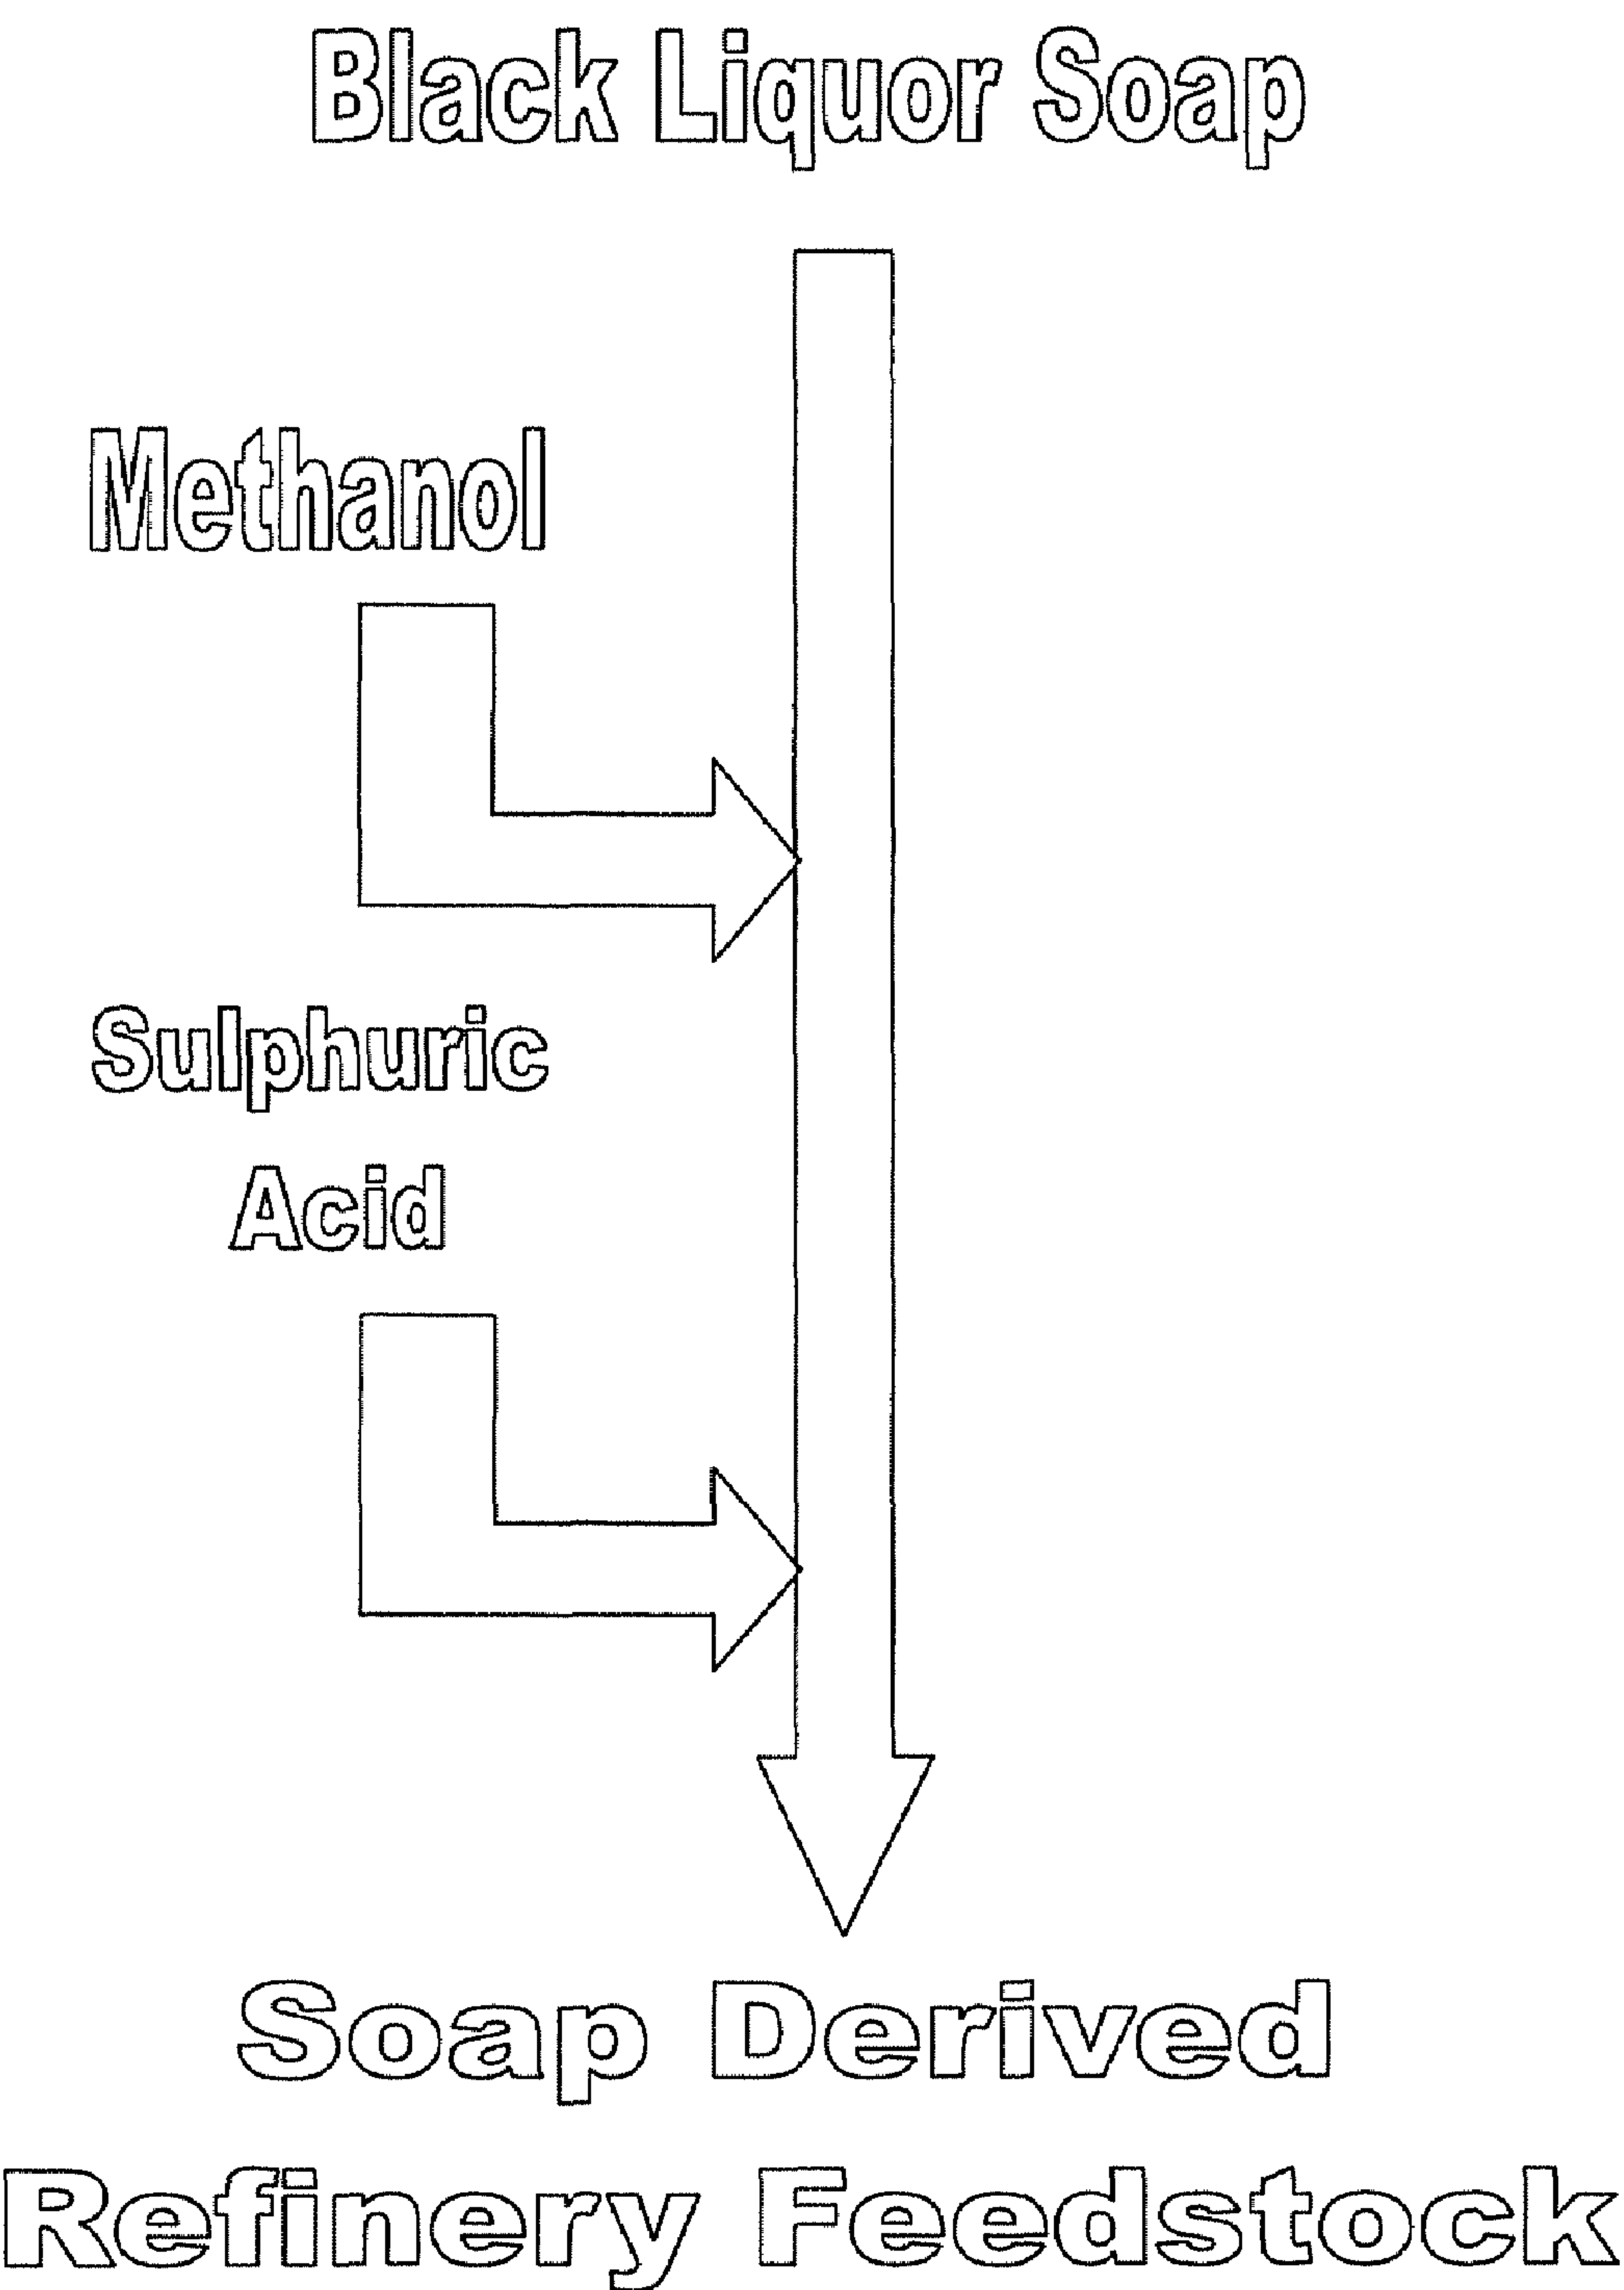 Black Liquor Soap
Methanol
Sulphuric
Acid
Soap Derived
Refinery Feedstock